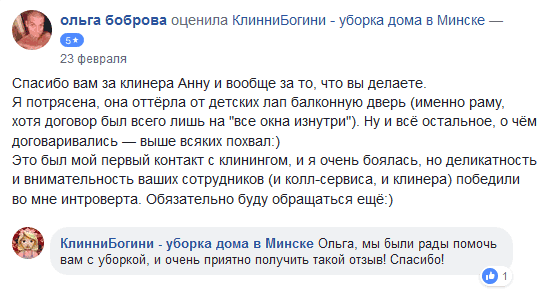 ольга боброва оценила КлинниБогини - уборка дома в Минске —
5★
23 февраля
Спасибо вам за клинера Анну и вообще за то, что вы делаете.
Я потрясена, она оттёрла от детских лап балконную дверь (именно раму,
хотя договор был всего лишь на "все окна изнутри"). Ну и всё остальное, о чём
договаривались — выше всяких похвал:)
Это был мой первый контакт с клинингом, и я очень боялась, но деликатность
и внимательность ваших сотрудников (и колл-сервиса, и клинера) победили
во мне интроверта. Обязательно буду обращаться ещё:)
КлинниБогини - уборка дома в Минске Ольга, мы были рады помочь
вам с уборкой, и очень приятно получить такой отзыв! Спасибо!
1